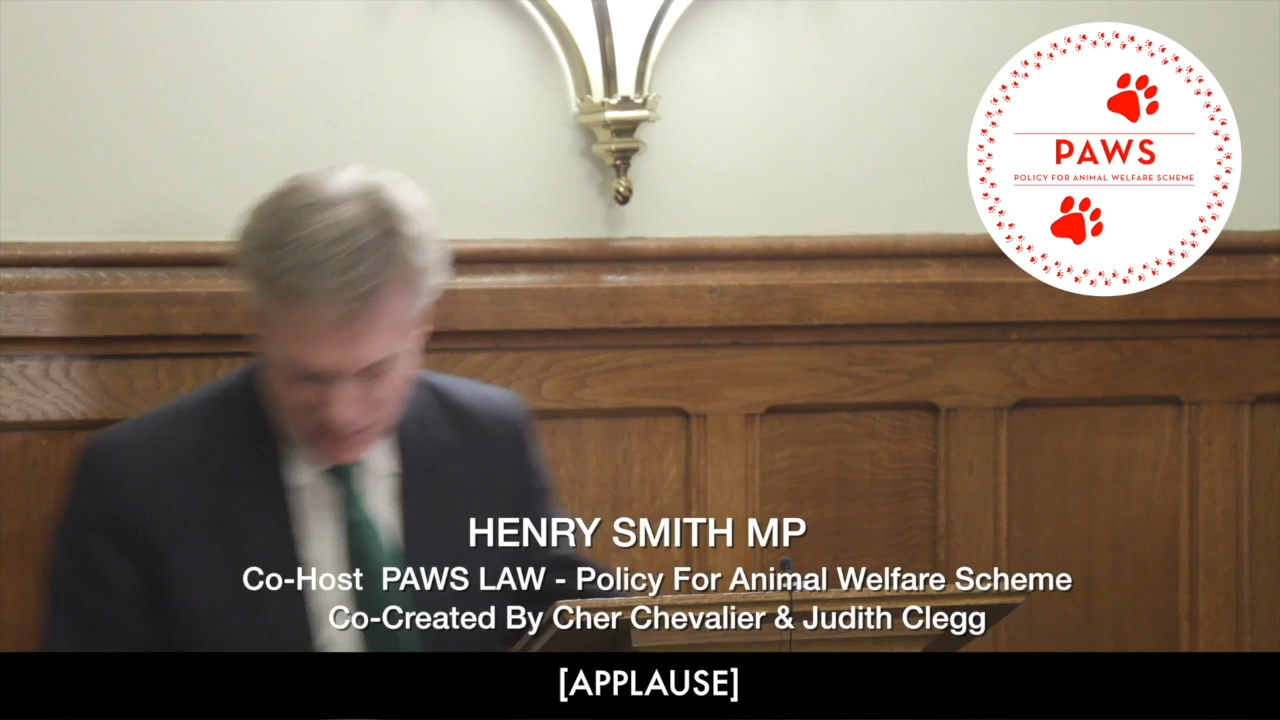 PAWS
POLICY FOR ANIMAL WELFARE SCHEME
HENRY SMITH MP
Co-Host PAWS LAW - Policy For Animal Welfare Scheme
Co-Created By Cher Chevalier & Judith Clegg
[APPLAUSE]